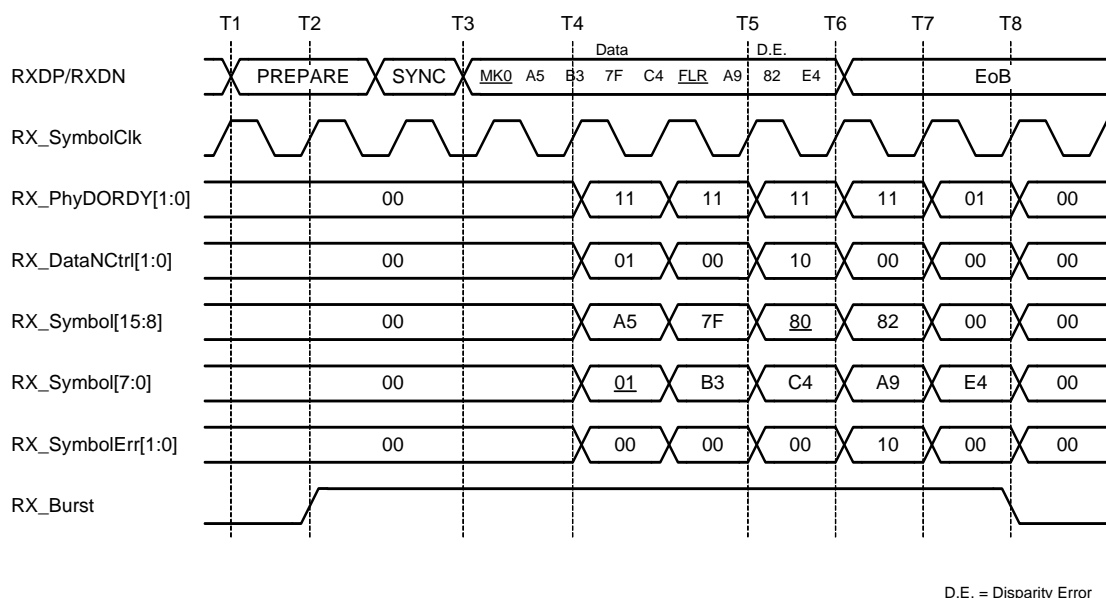 T1 T2 T3 T4 T5 T6 T7 T8
Data D.E.
RXDP/RXDN PREPARE SYNC MK0 A5 B3 7F C4 FLR A9 82 E4 EoB
RX_SymbolClk
RX_PhyDORDY[1:0] 00 11 11 11 11 01 00
RX_DataNCtrl[1:0] 00 01 00 10 00 00 00
RX_Symbol[15:8] 00 A5 7F 80 82 00 00
RX_Symbol[7:0] 00 01 B3 C4 A9 E4 00
RX_SymbolErr[1:0] 00 00 00 00 10 00 00
RX_Burst
D.E. = Disparity Error